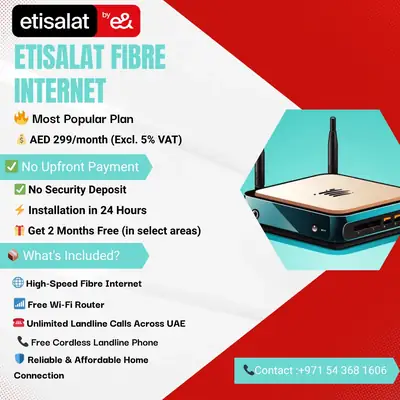 etisalat by e&
ETISALAT FIBRE
INTERNET
🔥 Most Popular Plan
💰 AED 299/month (Excl. 5% VAT)
✅ No Upfront Payment
✅ No Security Deposit
⚡ Installation in 24 Hours
🎁 Get 2 Months Free (in select areas)
📦 What's Included?
🌐 High-Speed Fibre Internet
📶 Free Wi-Fi Router
☎️ Unlimited Landline Calls Across UAE
📞 Free Cordless Landline Phone
🛡️ Reliable & Affordable Home
Connection
📞Contact :+971 54 368 1606